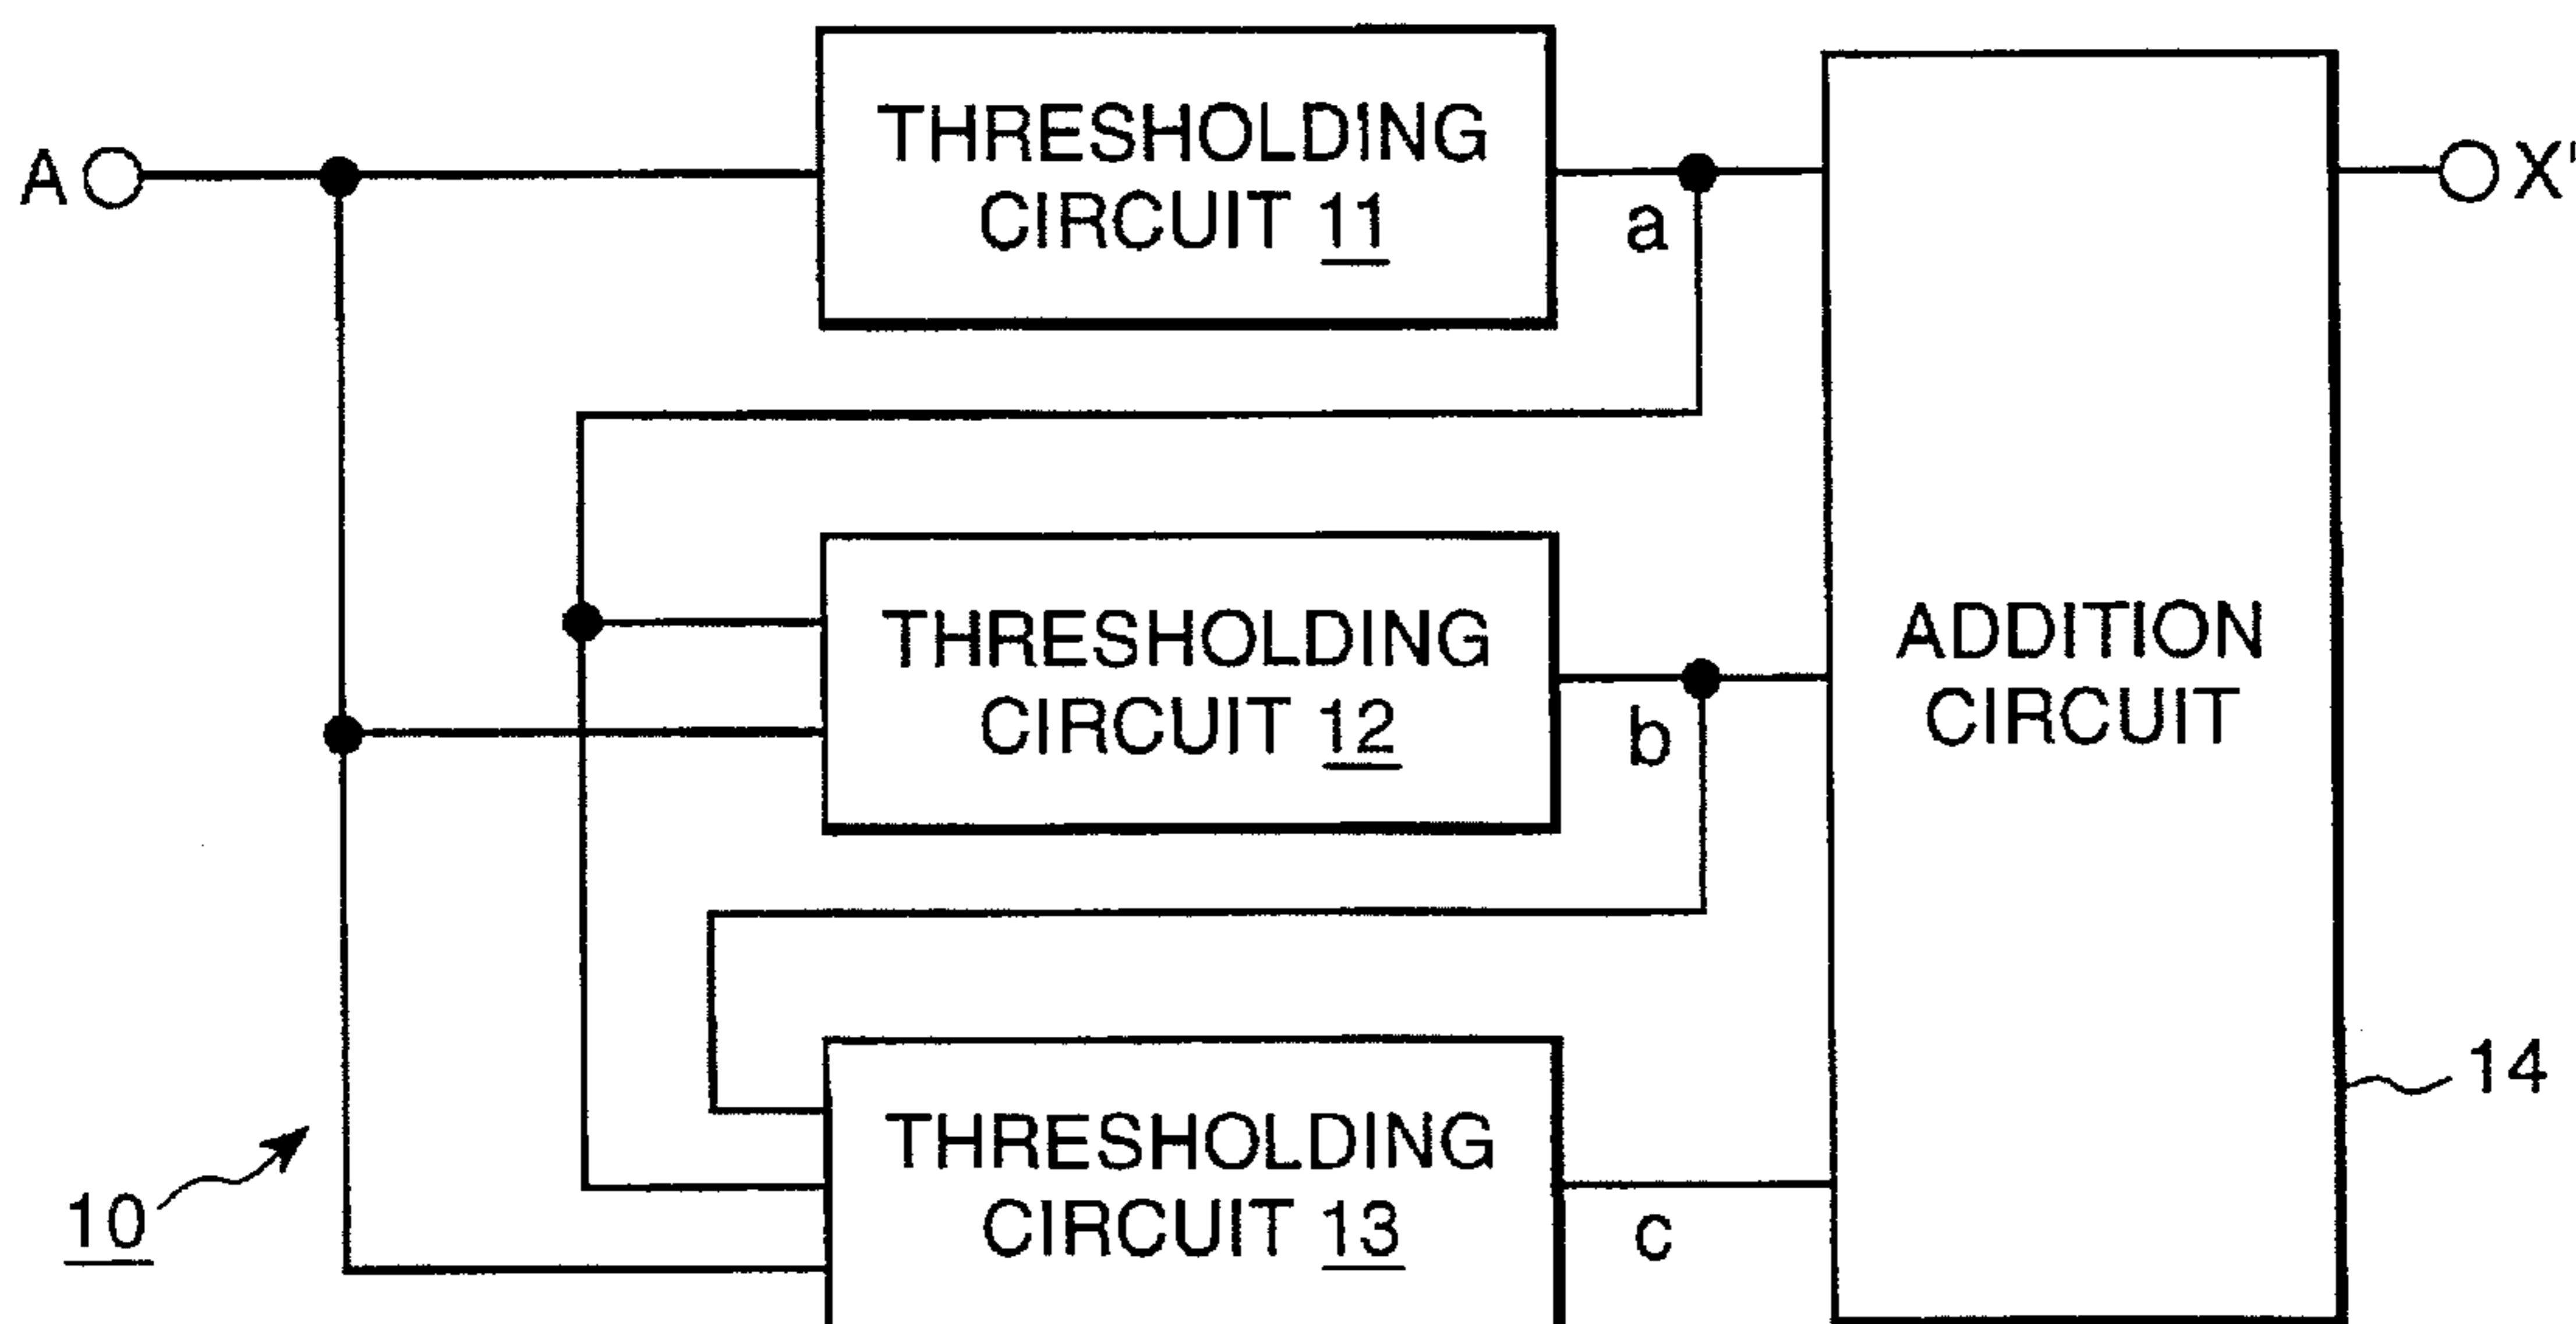 A
THRESHOLDING
CIRCUIT 11
a
X'
THRESHOLDING
CIRCUIT 12
b
ADDITION
CIRCUIT
THRESHOLDING
CIRCUIT 13
c
14
10